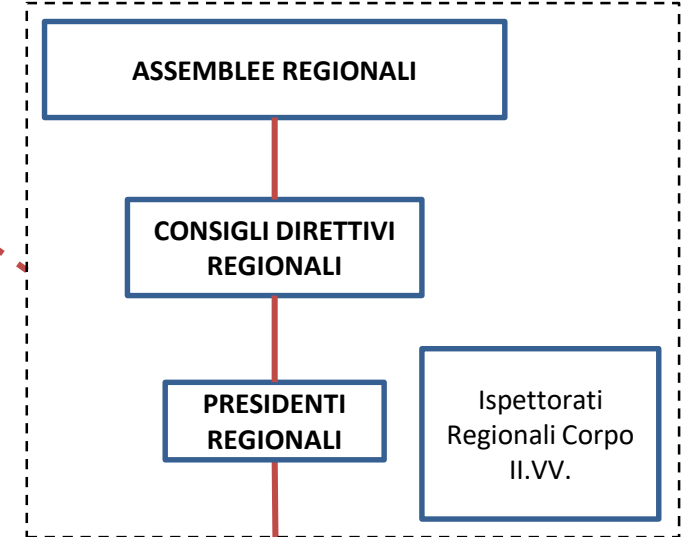 ASSEMBLEE REGIONALI
CONSIGLI DIRETTIVI
REGIONALI
PRESIDENTI
REGIONALI
Ispettorati
Regionali Corpo
II.VV.